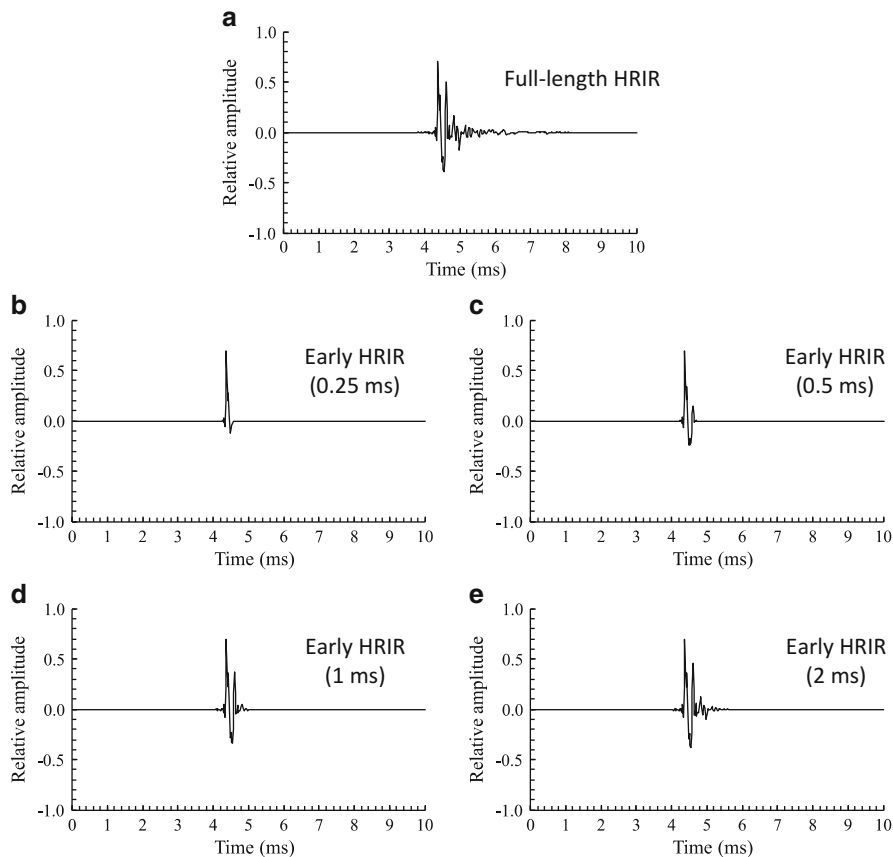 a
Relative amplitude
1.0
0.5
0.0
-0.5
-1.0
Full-length HRIR
0 1 2 3 4 5 6 7 8 9 10
Time (ms)
b
Relative amplitude
1.0
0.5
0.0
-0.5
-1.0
Early HRIR
(0.25 ms)
0 1 2 3 4 5 6 7 8 9 10
Time (ms)
c
Relative amplitude
1.0
0.5
0.0
-0.5
-1.0
Early HRIR
(0.5 ms)
0 1 2 3 4 5 6 7 8 9 10
Time (ms)
d
Relative amplitude
1.0
0.5
0.0
-0.5
-1.0
Early HRIR
(1 ms)
0 1 2 3 4 5 6 7 8 9 10
Time (ms)
e
Relative amplitude
1.0
0.5
0.0
-0.5
-1.0
Early HRIR
(2 ms)
0 1 2 3 4 5 6 7 8 9 10
Time (ms)